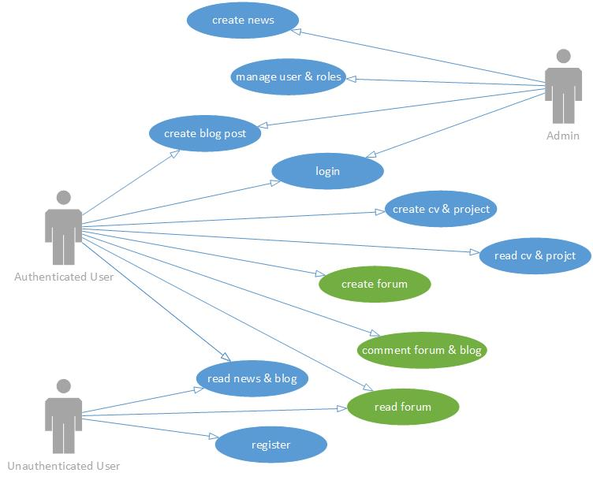 create news
manage user & roles
Admin
create blog post
login
create cv & project
read cv & projct
Authenticated User
create forum
comment forum & blog
read news & blog
read forum
register
Unauthenticated User